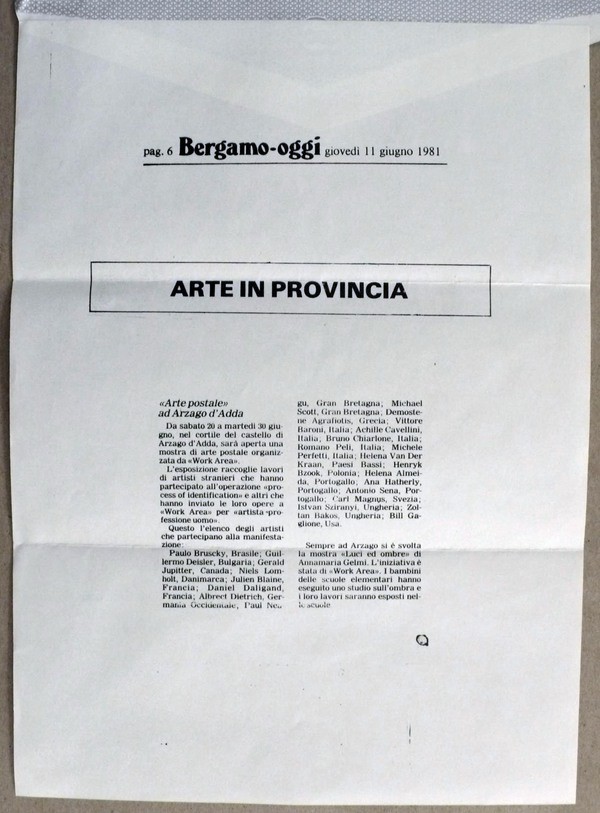 pag. 6 Bergamo-oggi giovedì 11 giugno 1981
ARTE IN PROVINCIA
«Arte postale»
ad Arzago d'Adda
Da sabato 20 a martedì 30 giu-
gno, nel cortile del castello di
Arzago d'Adda, sarà aperta una
mostra di arte postale organiz-
zata da «Work Area».
L'esposizione raccoglie lavori
di artisti stranieri che hanno
partecipato all'operazione «pro-
cess of identification» e altri che
hanno inviato le loro opere a
«Work Area» per «artista -pro-
fessione uomo».
Questo l'elenco degli artisti
che partecipano alla manifesta-
zione:
Paulo Bruscky, Brasile; Guil-
lermo Deisler, Bulgaria; Gerald
Jupitter, Canada; Niels Lom-
holt, Danimarca; Julien Blaine,
Francia; Daniel Daligand,
Francia; Albrect Dietrich, Ger-
mania Occidentale; Paul Nea-
gu, Gran Bretagna; Michael
Scott, Gran Bretagna; Demoste-
ne Agrafiotis, Grecia; Vittore
Baroni, Italia; Achille Cavellini,
Italia; Bruno Chiarlone, Italia;
Romano Peli, Italia; Michele
Perfetti, Italia; Helena Van Der
Kraan, Paesi Bassi; Henryk
Bzook, Polonia; Helena Almei-
da, Portogallo; Ana Hatherly,
Portogallo; Antonio Sena, Por-
togallo; Carl Magnus, Svezia;
Istvan Sziranyi, Ungheria; Zol-
tan Bakos, Ungheria; Bill Ga-
glione, Usa.
Sempre ad Arzago si è svolta
la mostra «Luci ed ombre» di
Annamaria Gelmi. L'iniziativa è
stata di «Work Area». I bambini
delle scuole elementari hanno
eseguito uno studio sull'ombra e
i loro lavori saranno esposti nel-
le scuole